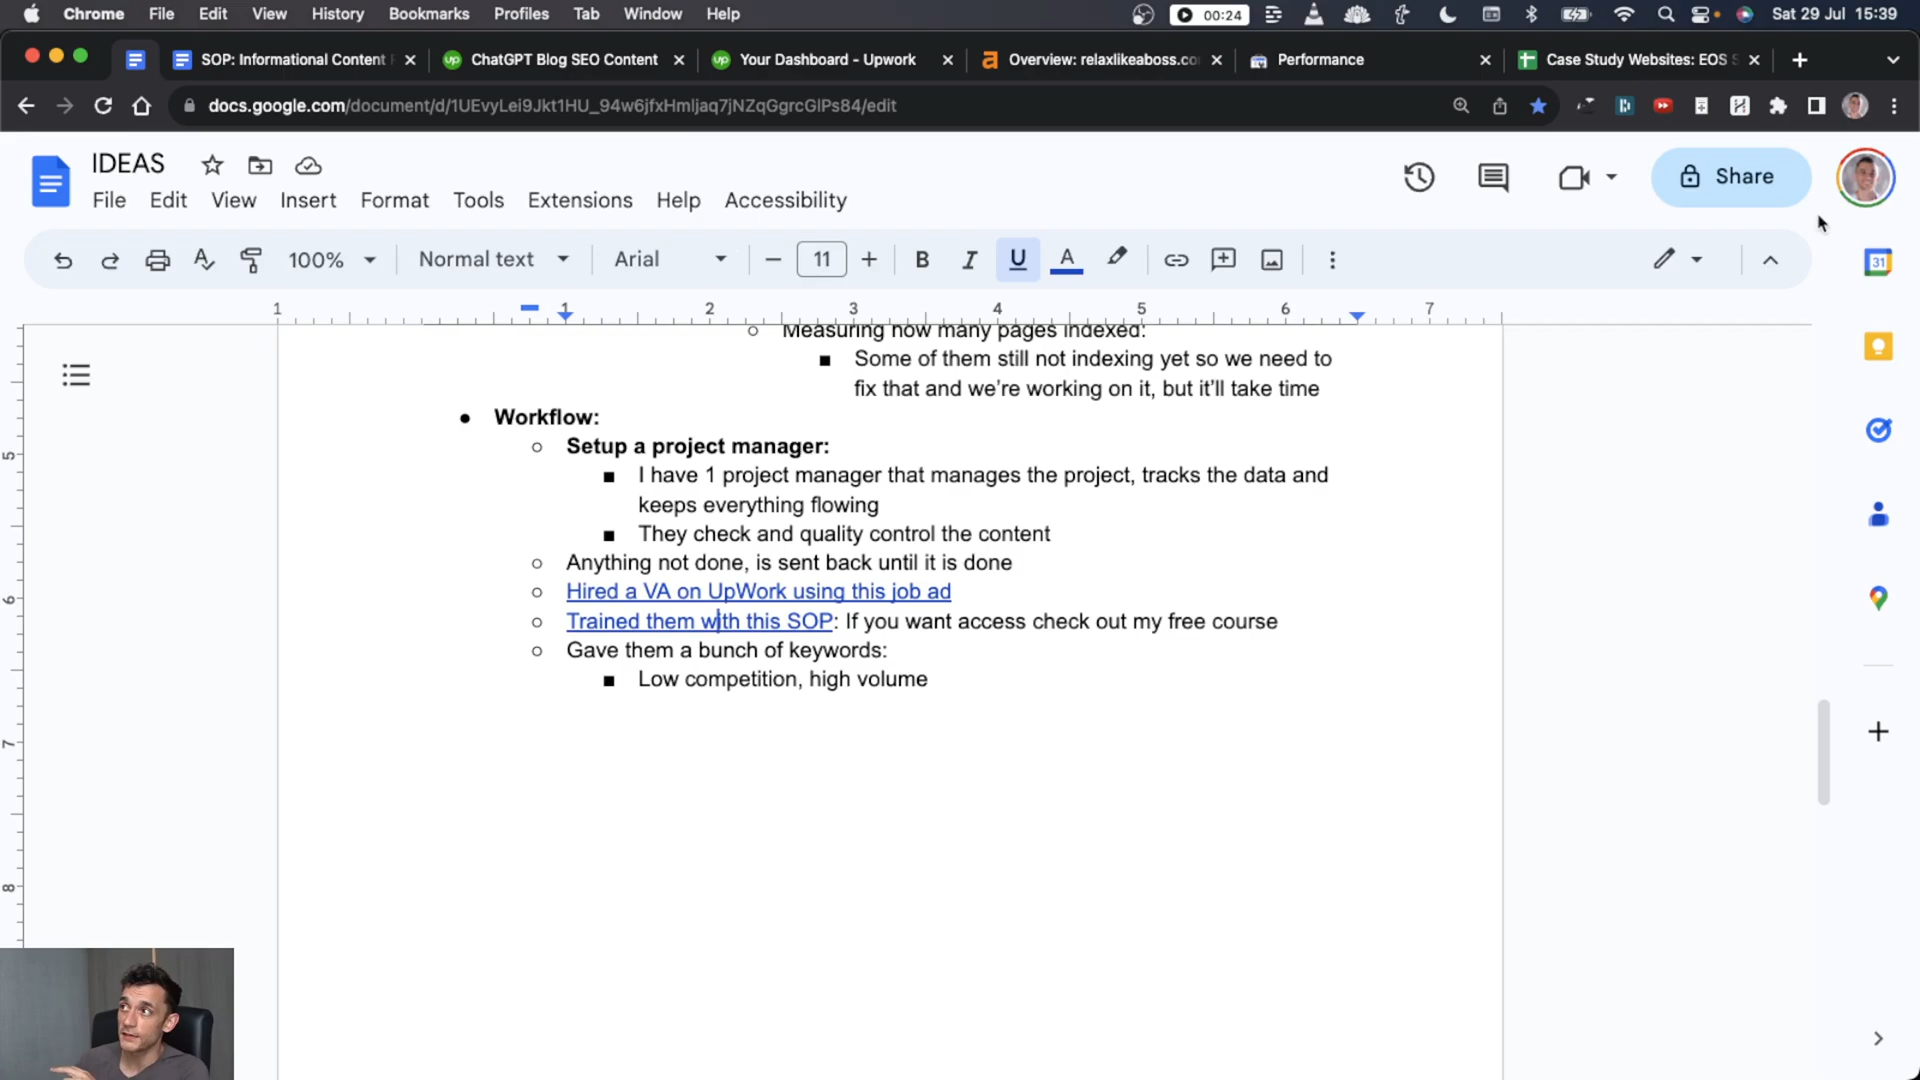 Chrome File Edit View History Bookmarks Profiles Tab Window Help 00:24 Sat 29 Jul 15:39
SOP: Informational Content ChatGPT Blog SEO Content Your Dashboard - Upwork Overview: relaxlikeaboss.co Performance Case Study Websites: EOS S
docs.google.com/document/d/1UEvyLei9Jkt1HU_94w6jfxHmIjaq7jNZqGgrcGlPs84/edit
IDEAS
File Edit View Insert Format Tools Extensions Help Accessibility
Share
100% Normal text Arial 11 B I U A
31
1 1 2 3 4 5 6 7
Measuring how many pages indexed:
Some of them still not indexing yet so we need to
fix that and we're working on it, but it'll take time
Workflow:
Setup a project manager:
5
I have 1 project manager that manages the project, tracks the data and
keeps everything flowing
They check and quality control the content
Anything not done, is sent back until it is done
6
Hired a VA on UpWork using this job ad
Trained them with this SOP: If you want access check out my free course
Gave them a bunch of keywords:
Low competition, high volume
7
8